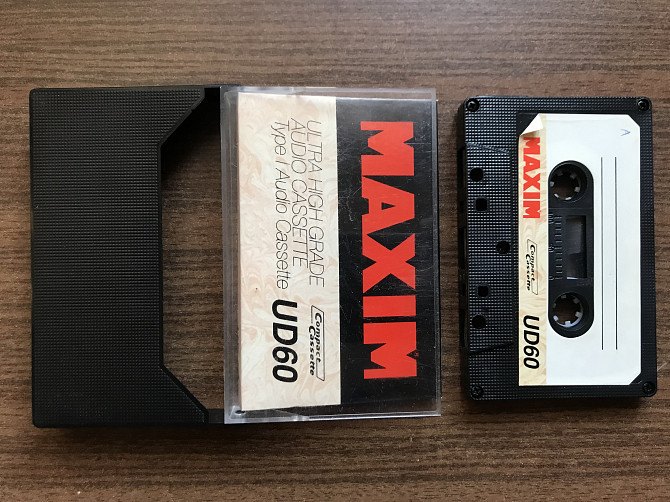 MAXIM
Compact
Cassette
ULTRA HIGH GRADE
AUDIO CASSETTE
Type I Audio Cassette
UD60
A
MAXIM
Compact
Cassette
UD60